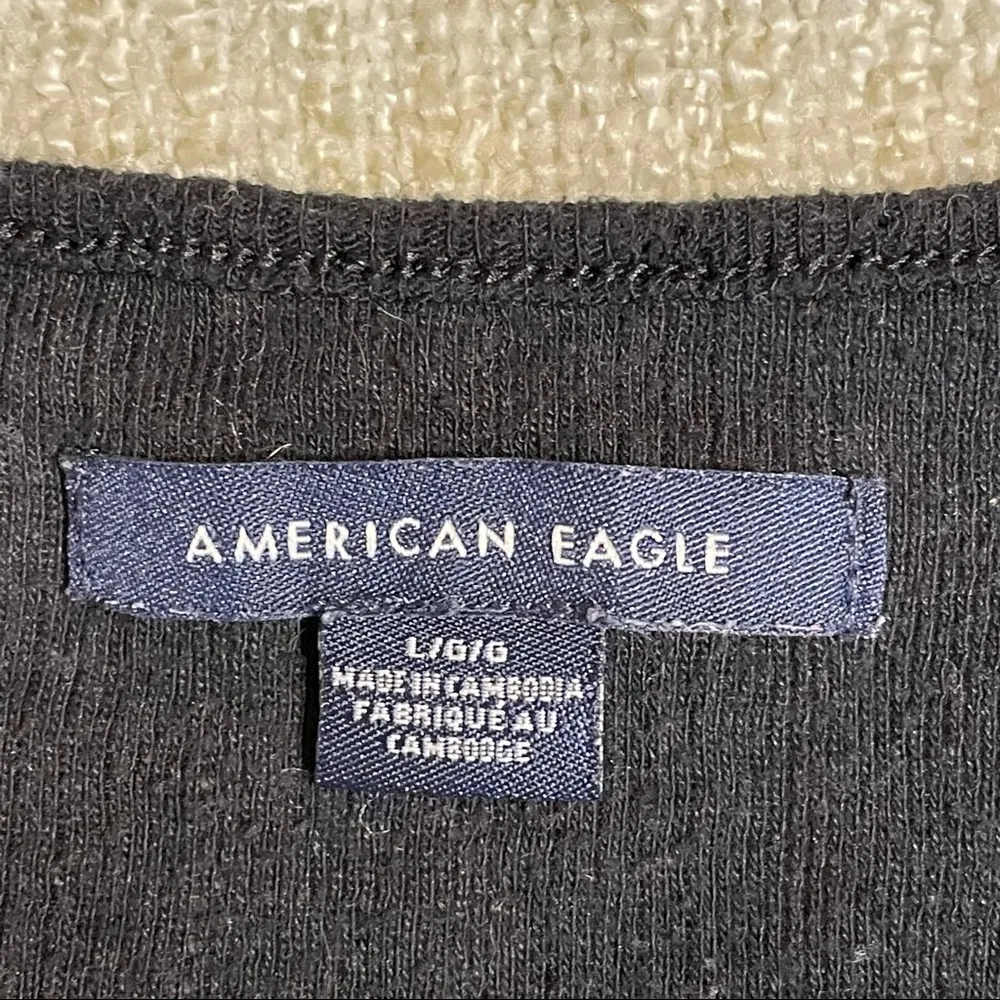 AMERICAN EAGLE
L/G/G
MADE IN CAMBODIA
FABRIQUÉ AU
CAMBODGE